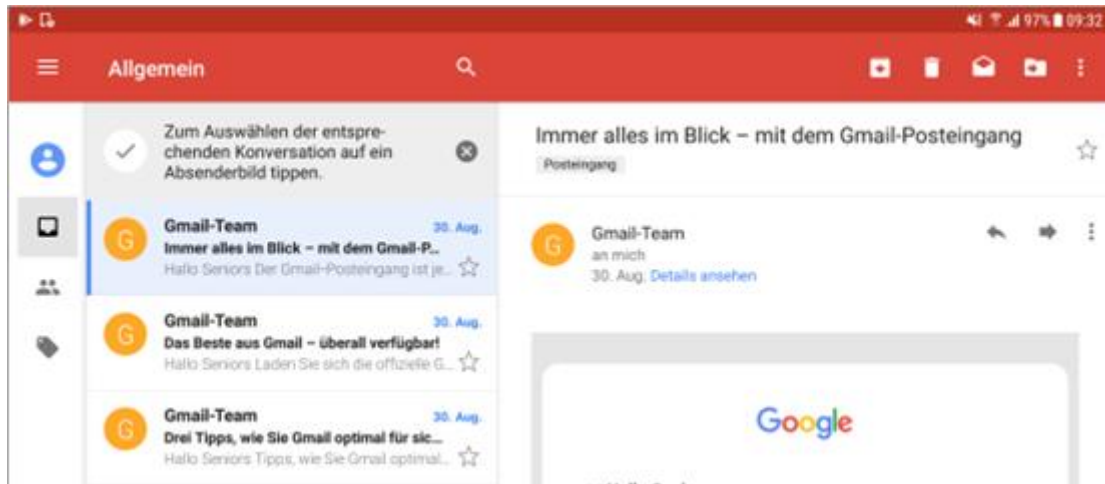 97% 09:32
Allgemein
Zum Auswählen der entspre-
chenden Konversation auf ein
Absenderbild tippen.
G
Gmail-Team 30. Aug.
Immer alles im Blick – mit dem Gmail-P...
Hallo Seniors Der Gmail-Posteingang ist je...
G
Gmail-Team 30. Aug.
Das Beste aus Gmail – überall verfügbar!
Hallo Seniors Laden Sie sich die offizielle G...
G
Gmail-Team 30. Aug.
Drei Tipps, wie Sie Gmail optimal für sic...
Hallo Seniors Tipps, wie Sie Gmail optimal...
Immer alles im Blick – mit dem Gmail-Posteingang
Posteingang
G
Gmail-Team
an mich
30. Aug. Details ansehen
Google